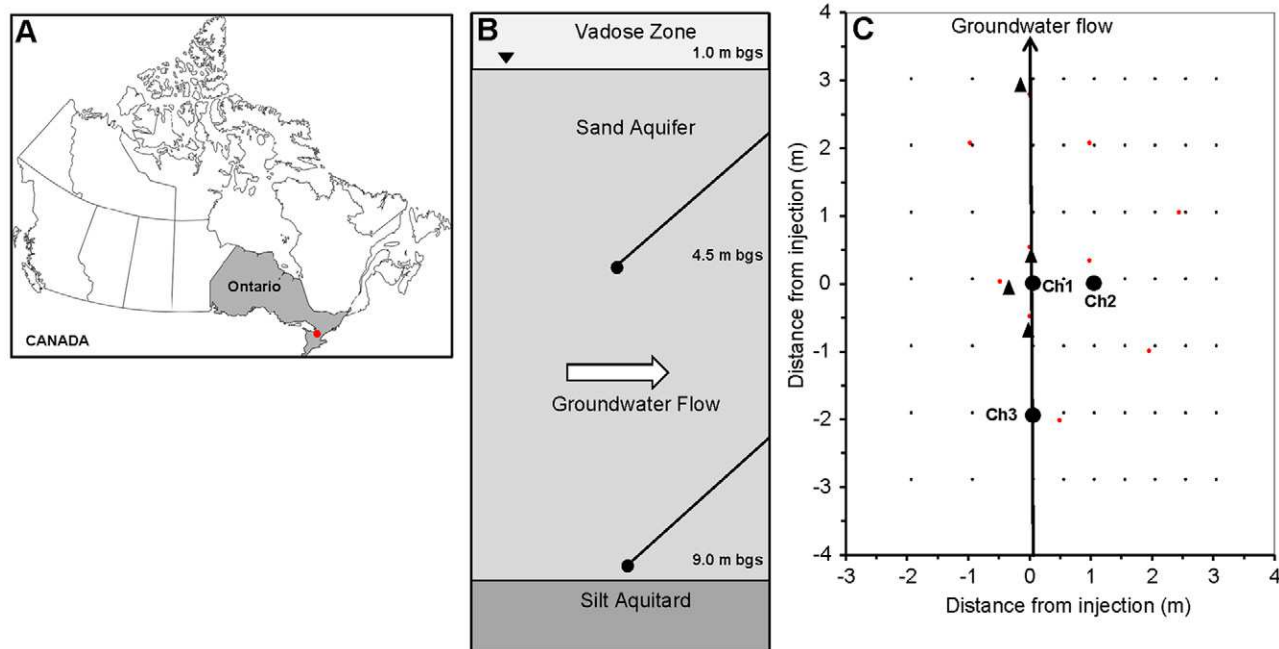 A
Ontario
CANADA
B
Vadose Zone
1.0 m bgs
Sand Aquifer
4.5 m bgs
Groundwater Flow
9.0 m bgs
Silt Aquitard
C
Groundwater flow
Distance from injection (m)
4
3
2
1
0
-1
-2
-3
-4
Ch1
Ch2
Ch3
-3
-2
-1
0
1
2
3
4
Distance from injection (m)